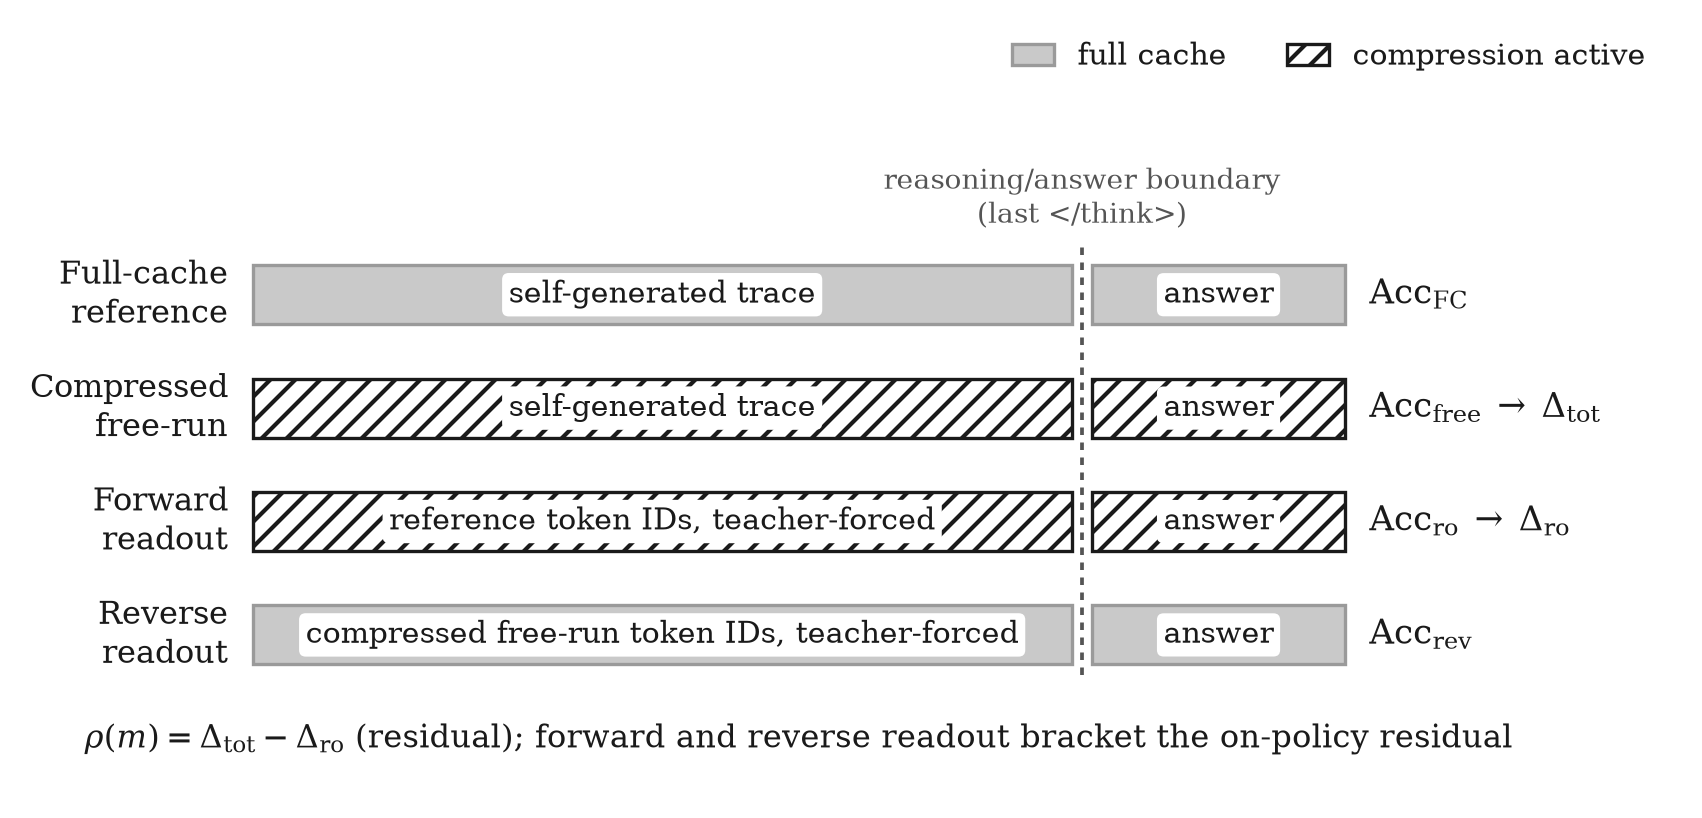 full cache
compression active
reasoning/answer boundary
(last </think>)
Full-cache
reference
self-generated trace
answer
Acc_FC
Compressed
free-run
self-generated trace
answer
Acc_free → Δ_tot
Forward
readout
reference token IDs, teacher-forced
answer
Acc_ro → Δ_ro
Reverse
readout
compressed free-run token IDs, teacher-forced
answer
Acc_rev
ρ(m) = Δ_tot − Δ_ro (residual); forward and reverse readout bracket the on-policy residual